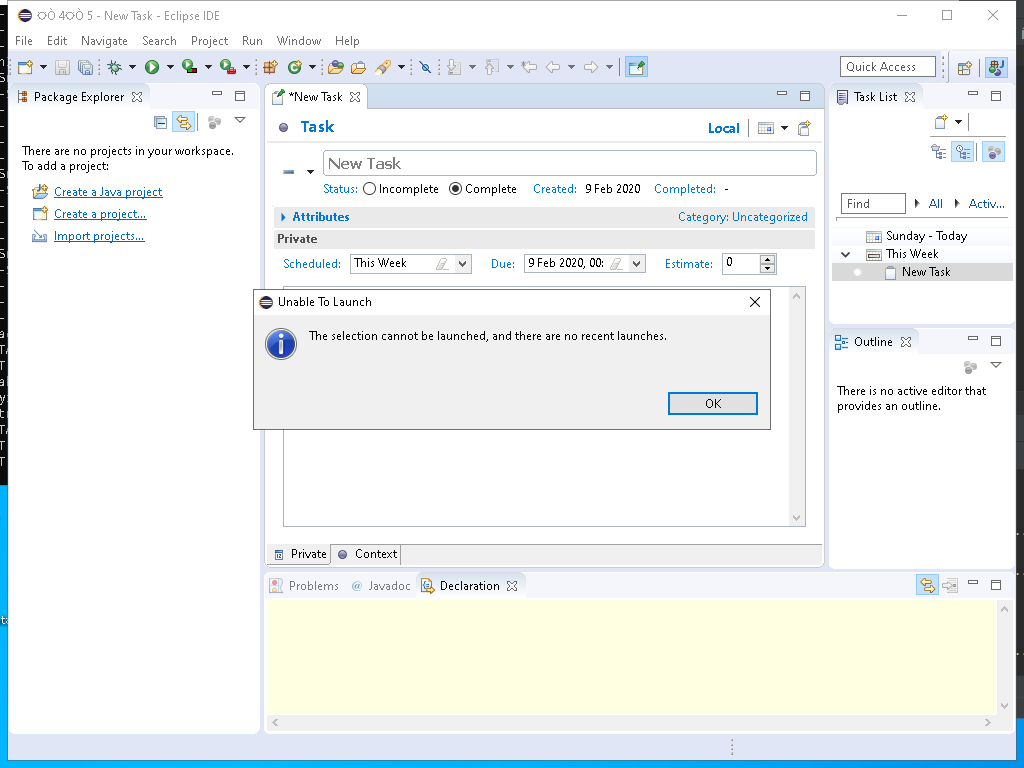 - New Task - Eclipse IDE
File Edit Navigate Search Project Run Window Help
Quick Access
Package Explorer
There are no projects in your workspace.
To add a project:
Create a Java project
Create a project...
Import projects...
*New Task
Task
Local
New Task
Status: Incomplete Complete Created: 9 Feb 2020 Completed: -
Attributes
Category: Uncategorized
Private
Scheduled: This Week Due: 9 Feb 2020, 00: Estimate: 0
Unable To Launch
The selection cannot be launched, and there are no recent launches.
OK
Private Context
Problems @ Javadoc Declaration
Task List
Find All Activ...
Sunday - Today
This Week
New Task
Outline
There is no active editor that
provides an outline.